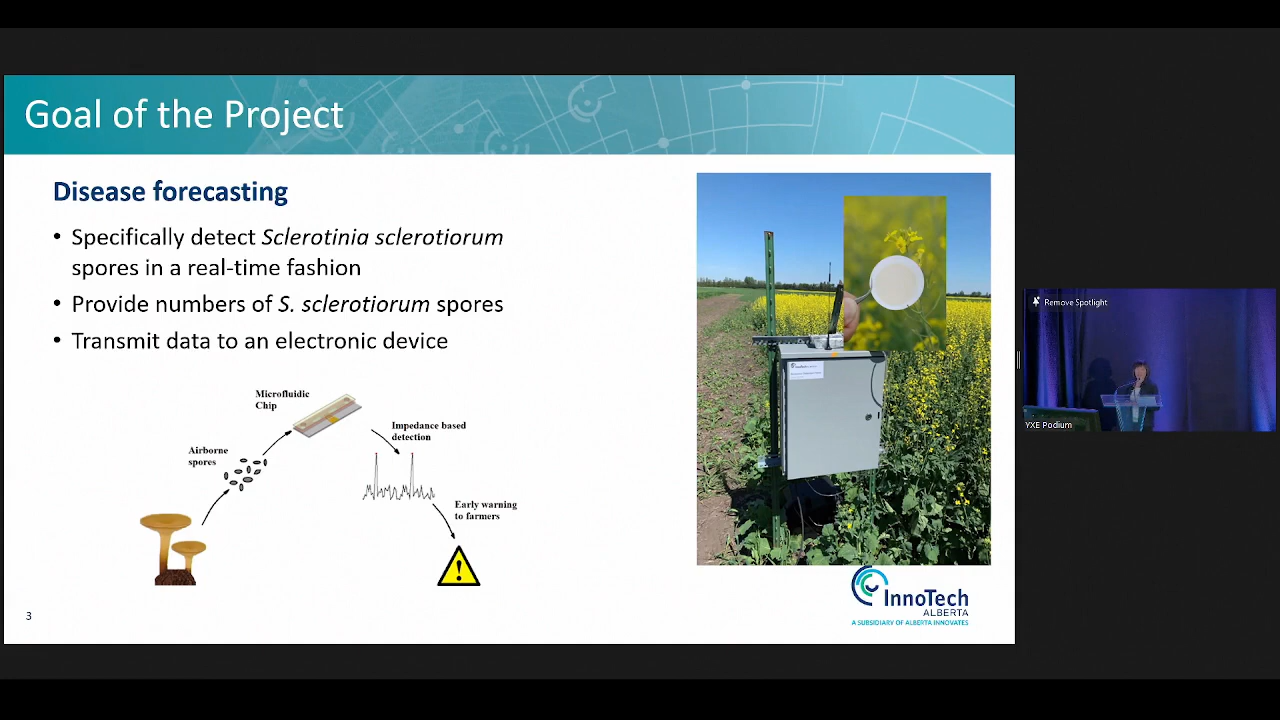 Goal of the Project
Disease forecasting
• Specifically detect Sclerotinia sclerotiorum
spores in a real-time fashion
• Provide numbers of S. sclerotiorum spores
• Transmit data to an electronic device
Microfluidic
Chip
Impedance based
detection
Airborne
spores
Early warning
to farmers
!
InnoTech
ALBERTA
A SUBSIDIARY OF ALBERTA INNOVATES
3
Remove Spotlight
YXE Podium